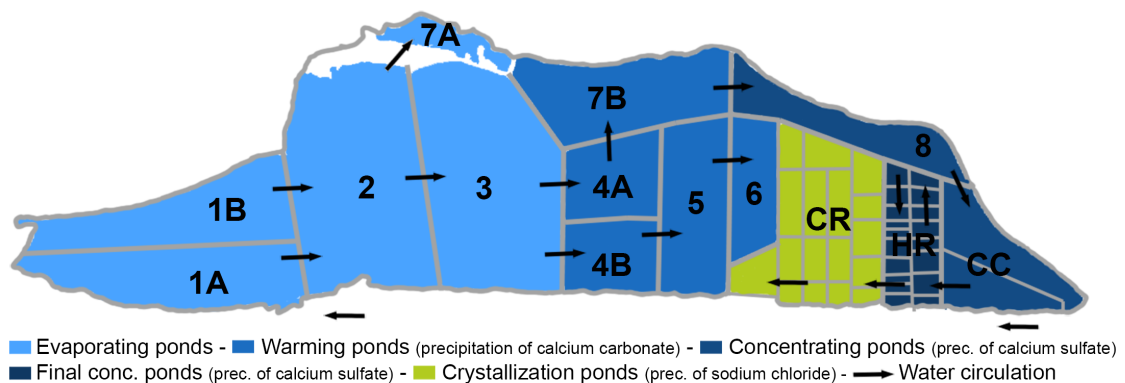 7A
7B
8
1B
2
3
4A
5
6
CR
HR
CC
4B
1A
Evaporating ponds - Warming ponds (precipitation of calcium carbonate) - Concentrating ponds (prec. of calcium sulfate)
Final conc. ponds (prec. of calcium sulfate) - Crystallization ponds (prec. of sodium chloride) - Water circulation